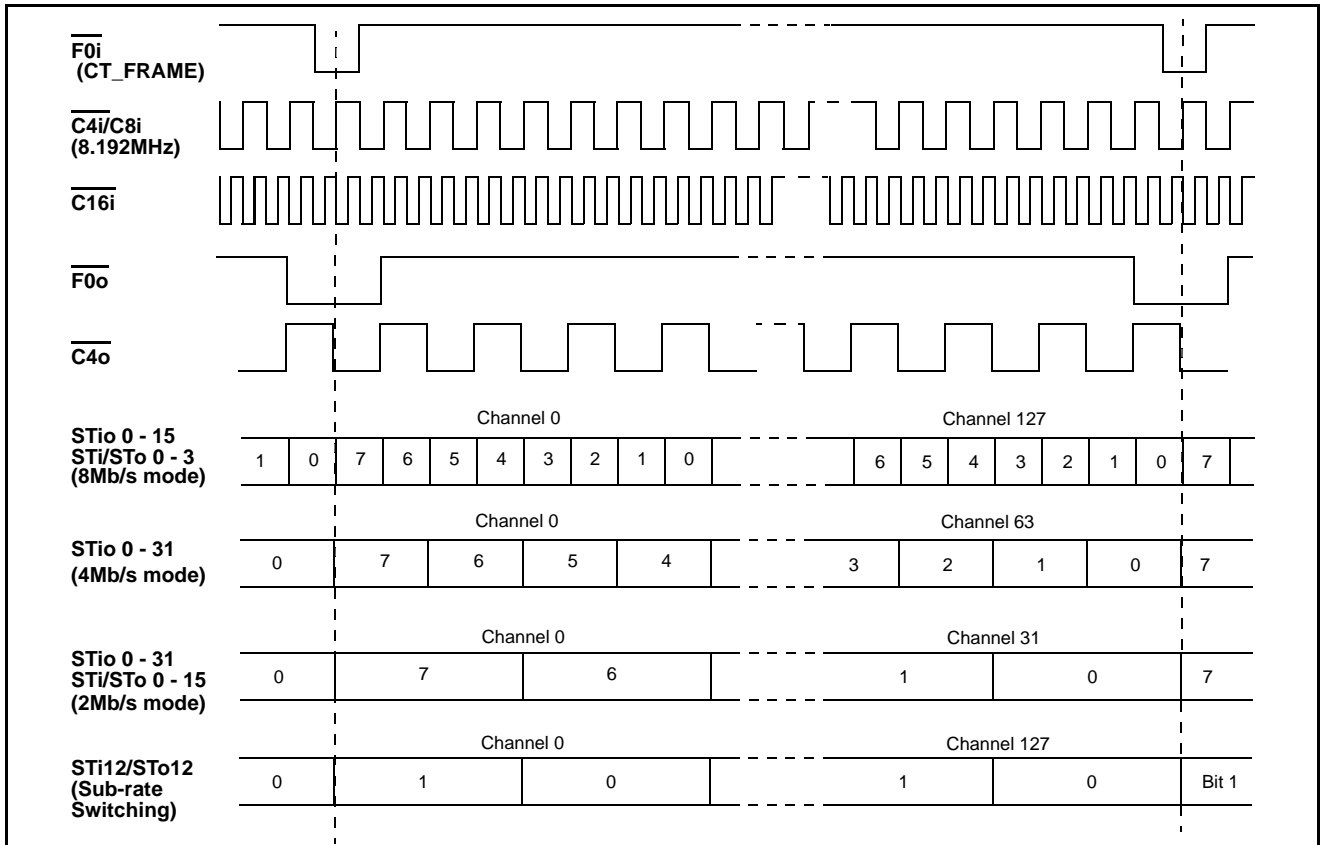 F0i
(CT_FRAME)
C4i/C8i
(8.192MHz)
C16i
F0o
C4o
Channel 0 Channel 127
STio 0 - 15
STi/STo 0 - 3
(8Mb/s mode)
1 0 7 6 5 4 3 2 1 0 6 5 4 3 2 1 0 7
Channel 0 Channel 63
STio 0 - 31
(4Mb/s mode)
0 7 6 5 4 3 2 1 0 7
Channel 0 Channel 31
STio 0 - 31
STi/STo 0 - 15
(2Mb/s mode)
0 7 6 1 0 7
Channel 0 Channel 127
STi12/STo12
(Sub-rate
Switching)
0 1 0 1 0 Bit 1